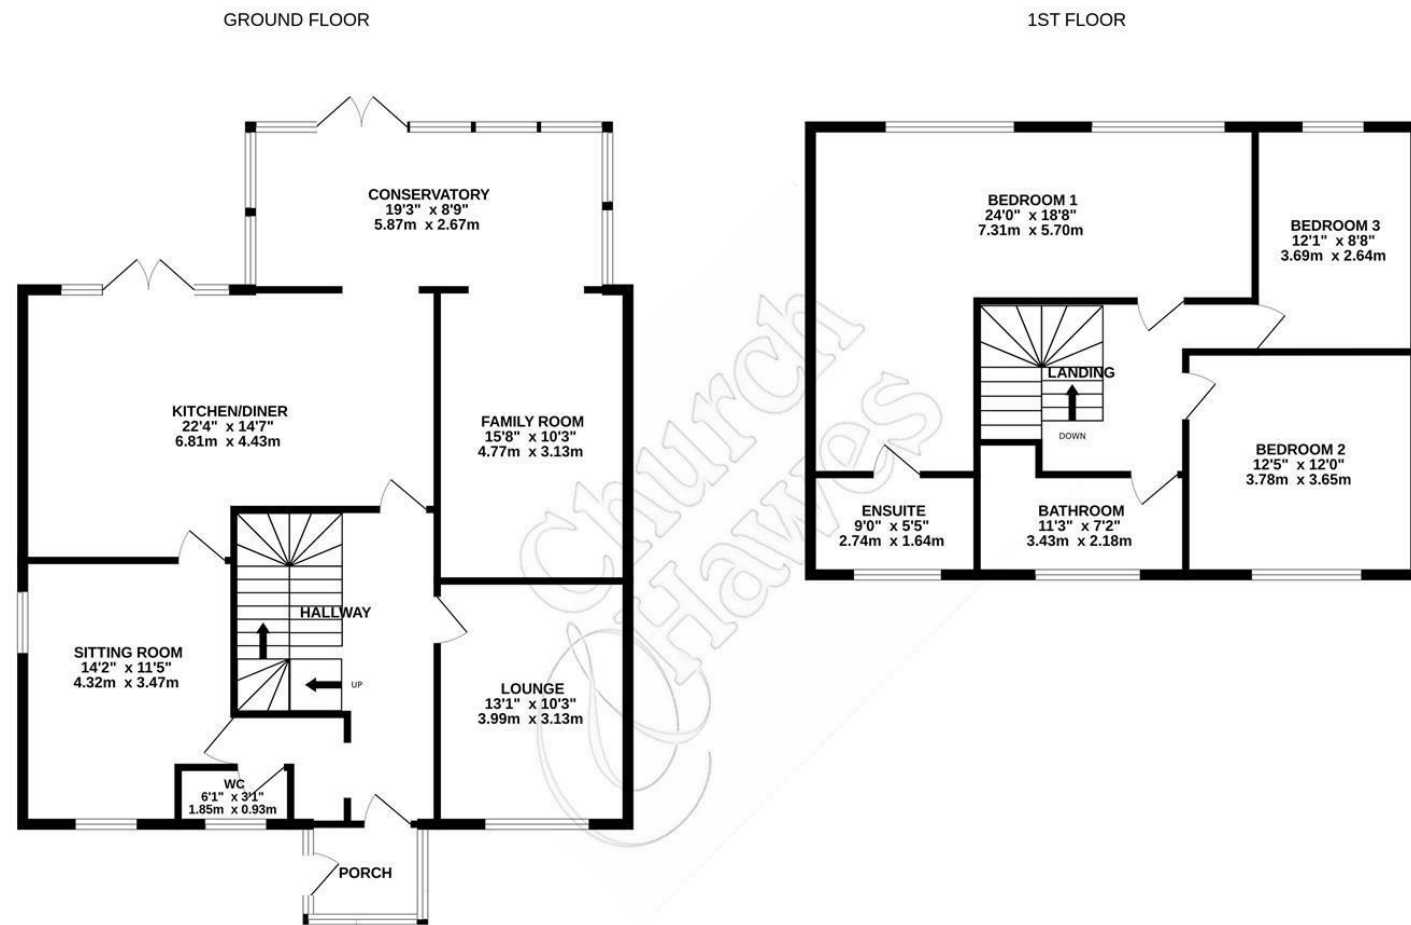 GROUND FLOOR
1ST FLOOR
CONSERVATORY
19'3" x 8'9"
5.87m x 2.67m
KITCHEN/DINER
22'4" x 14'7"
6.81m x 4.43m
FAMILY ROOM
15'8" x 10'3"
4.77m x 3.13m
HALLWAY
UP
SITTING ROOM
14'2" x 11'5"
4.32m x 3.47m
LOUNGE
13'1" x 10'3"
3.99m x 3.13m
WC
6'1" x 3'1"
1.85m x 0.93m
PORCH
BEDROOM 1
24'0" x 18'8"
7.31m x 5.70m
BEDROOM 3
12'1" x 8'8"
3.69m x 2.64m
LANDING
DOWN
BEDROOM 2
12'5" x 12'0"
3.78m x 3.65m
ENSUITE
9'0" x 5'5"
2.74m x 1.64m
BATHROOM
11'3" x 7'2"
3.43m x 2.18m
Church
& Hawes